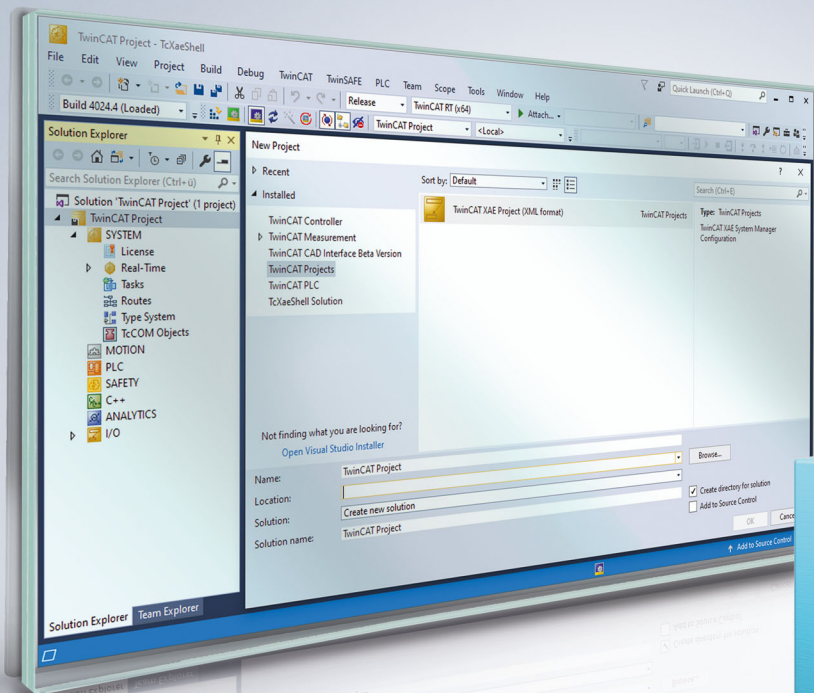 TwinCAT Project - TcXaeShell
File Edit View Project Build Debug TwinCAT TwinSAFE PLC Team Scope Tools Window Help
Quick Launch (Ctrl+Q)
Release
TwinCAT RT (x64)
Attach...
Build 4024.4 (Loaded)
TwinCAT Project
<Local>
Solution Explorer
Search Solution Explorer (Ctrl+ü)
Solution 'TwinCAT Project' (1 project)
TwinCAT Project
SYSTEM
License
Real-Time
Tasks
Routes
Type System
TcCOM Objects
MOTION
PLC
SAFETY
C++
ANALYTICS
I/O
Solution Explorer
Team Explorer
New Project
Recent
Installed
TwinCAT Controller
TwinCAT Measurement
TwinCAT CAD Interface Beta Version
TwinCAT Projects
TwinCAT PLC
TcXaeShell Solution
Not finding what you are looking for?
Open Visual Studio Installer
Sort by: Default
TwinCAT XAE Project (XML format)
TwinCAT Projects
Search (Ctrl+E)
Type: TwinCAT Projects
TwinCAT XAE System Manager
Configuration
Name: TwinCAT Project
Location:
Browse...
Solution: Create new solution
Solution name: TwinCAT Project
Create directory for solution
Add to Source Control
OK
Cance
Add to Source Control